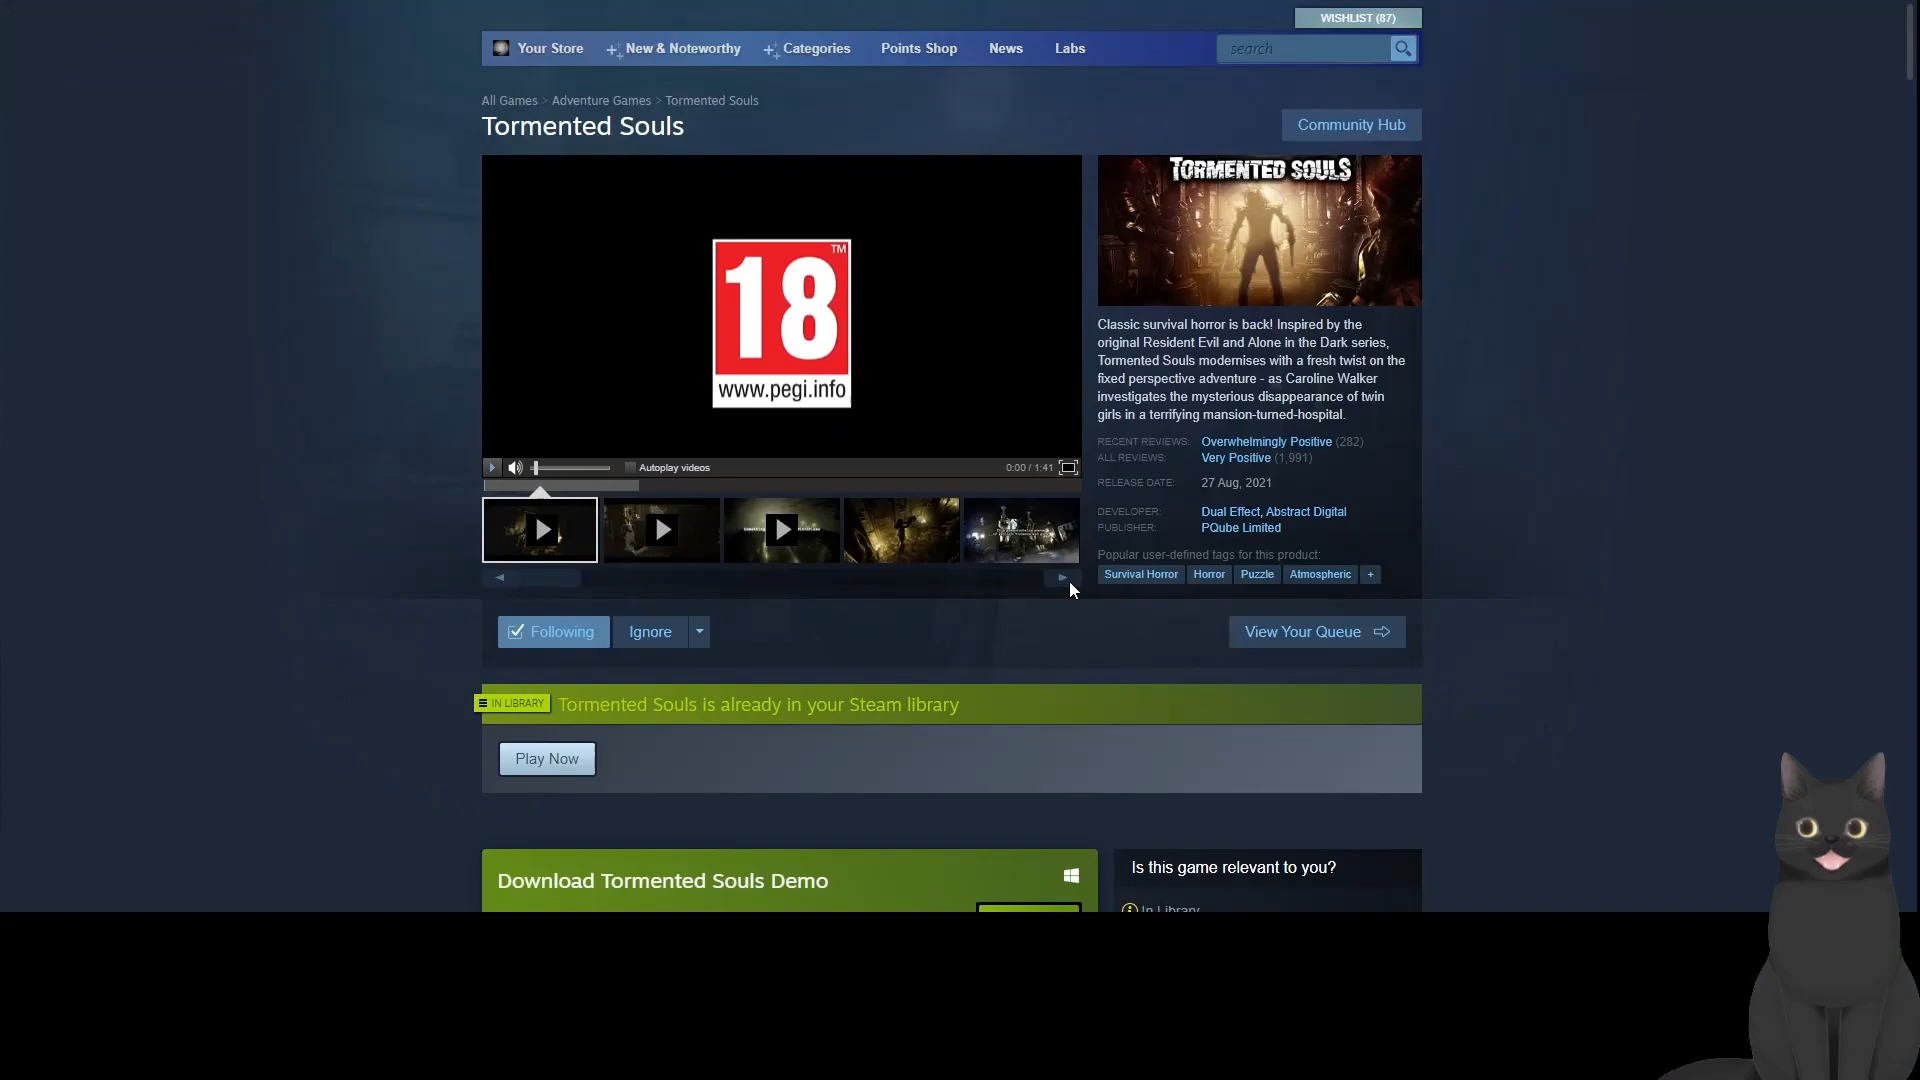 WISHLIST (87)
Your Store
New & Noteworthy
Categories
Points Shop
News
Labs
search
All Games > Adventure Games > Tormented Souls
Tormented Souls
Community Hub
18
TM
www.pegi.info
Autoplay videos
0:00 / 1:41
TORMENTED SOULS
Classic survival horror is back! Inspired by the
original Resident Evil and Alone in the Dark series,
Tormented Souls modernises with a fresh twist on the
fixed perspective adventure - as Caroline Walker
investigates the mysterious disappearance of twin
girls in a terrifying mansion-turned-hospital.
RECENT REVIEWS: Overwhelmingly Positive (282)
ALL REVIEWS: Very Positive (1,991)
RELEASE DATE: 27 Aug, 2021
DEVELOPER: Dual Effect, Abstract Digital
PUBLISHER: PQube Limited
Popular user-defined tags for this product:
Survival Horror
Horror
Puzzle
Atmospheric
+
Following
Ignore
View Your Queue
IN LIBRARY
Tormented Souls is already in your Steam library
Play Now
Download Tormented Souls Demo
Is this game relevant to you?
In Library